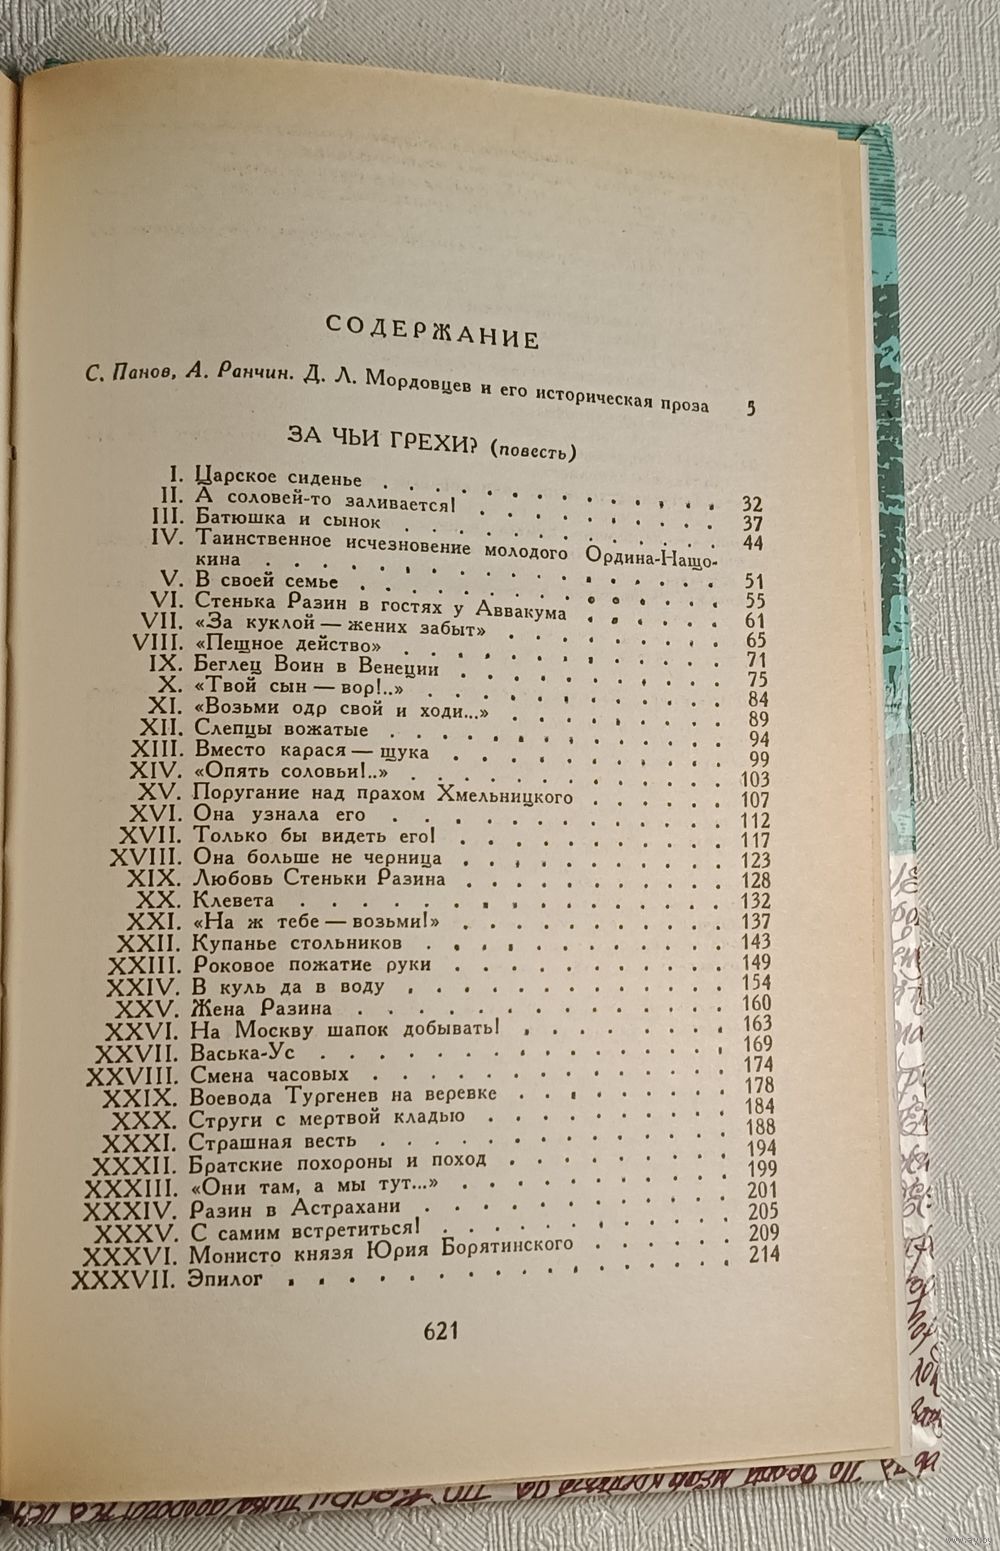 СОДЕРЖАНИЕ
С. Панов, А. Ранчин. Д. Л. Мордовцев и его историческая проза 5
ЗА ЧЬИ ГРЕХИ? (повесть)
I. Царское сиденье . . . . . . . . . . . . 32
II. А соловей-то заливается! . . . . . . . . . 37
III. Батюшка и сынок . . . . . . . . . . . 44
IV. Таинственное исчезновение молодого Ордина-Нащо-
кина . . . . . . . . . . . . . . . . 51
V. В своей семье . . . . . . . . . . . . 55
VI. Стенька Разин в гостях у Аввакума . . . . . 61
VII. «За куклой — жених забыт» . . . . . . . . 65
VIII. «Пещное действо» . . . . . . . . . . . 71
IX. Беглец Воин в Венеции . . . . . . . . . 75
X. «Твой сын — вор!..» . . . . . . . . . . 84
XI. «Возьми одр свой и ходи...» . . . . . . . . 89
XII. Слепцы вожатые . . . . . . . . . . . . 94
XIII. Вместо карася — щука . . . . . . . . . . 99
XIV. «Опять соловьи!..» . . . . . . . . . . . 103
XV. Поругание над прахом Хмельницкого . . . . . 107
XVI. Она узнала его . . . . . . . . . . . . 112
XVII. Только бы видеть его! . . . . . . . . . . 117
XVIII. Она больше не черница . . . . . . . . . 123
XIX. Любовь Стеньки Разина . . . . . . . . . 128
XX. Клевета . . . . . . . . . . . . . . . 132
XXI. «На ж тебе — возьми!» . . . . . . . . . . 137
XXII. Купанье стольников . . . . . . . . . . . 143
XXIII. Роковое пожатие руки . . . . . . . . . . 149
XXIV. В куль да в воду . . . . . . . . . . . 154
XXV. Жена Разина . . . . . . . . . . . . . 160
XXVI. На Москву шапок добывать! . . . . . . . . 163
XXVII. Васька-Ус . . . . . . . . . . . . . . 169
XXVIII. Смена часовых . . . . . . . . . . . . 174
XXIX. Воевода Тургенев на веревке . . . . . . . . 178
XXX. Струги с мертвой кладью . . . . . . . . . 184
XXXI. Страшная весть . . . . . . . . . . . . 188
XXXII. Братские похороны и поход . . . . . . . . 194
XXXIII. «Они там, а мы тут...» . . . . . . . . . . 199
XXXIV. Разин в Астрахани . . . . . . . . . . . 201
XXXV. С самим встретиться! . . . . . . . . . . 205
XXXVI. Монисто князя Юрия Борятинского . . . . . 209
XXXVII. Эпилог . . . . . . . . . . . . . . . 214
621